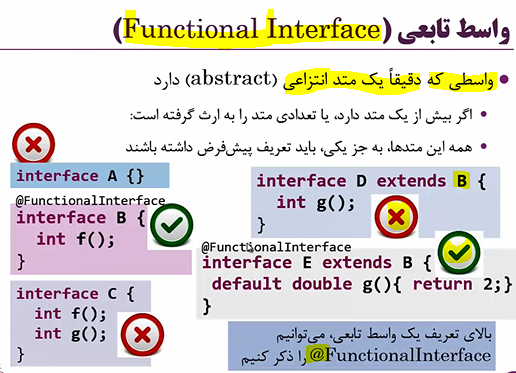 واسط تابعی (Functional Interface)
واسطی که دقیقاً یک متد انتزاعی (abstract) دارد
اگر بیش از یک متد دارد، یا تعدادی متد را به ارث گرفته است:
همه این متدها، به جز یکی، باید تعریف پیش‌فرض داشته باشند
interface A {}
@FunctionalInterface
interface B {
int f();
}
interface C {
int f();
int g();
}
interface D extends B {
int g();
}
@FunctionalInterface
interface E extends B {
default double g(){ return 2;}
}
بالای تعریف یک واسط تابعی، می‌توانیم
@FunctionalInterface را ذکر کنیم